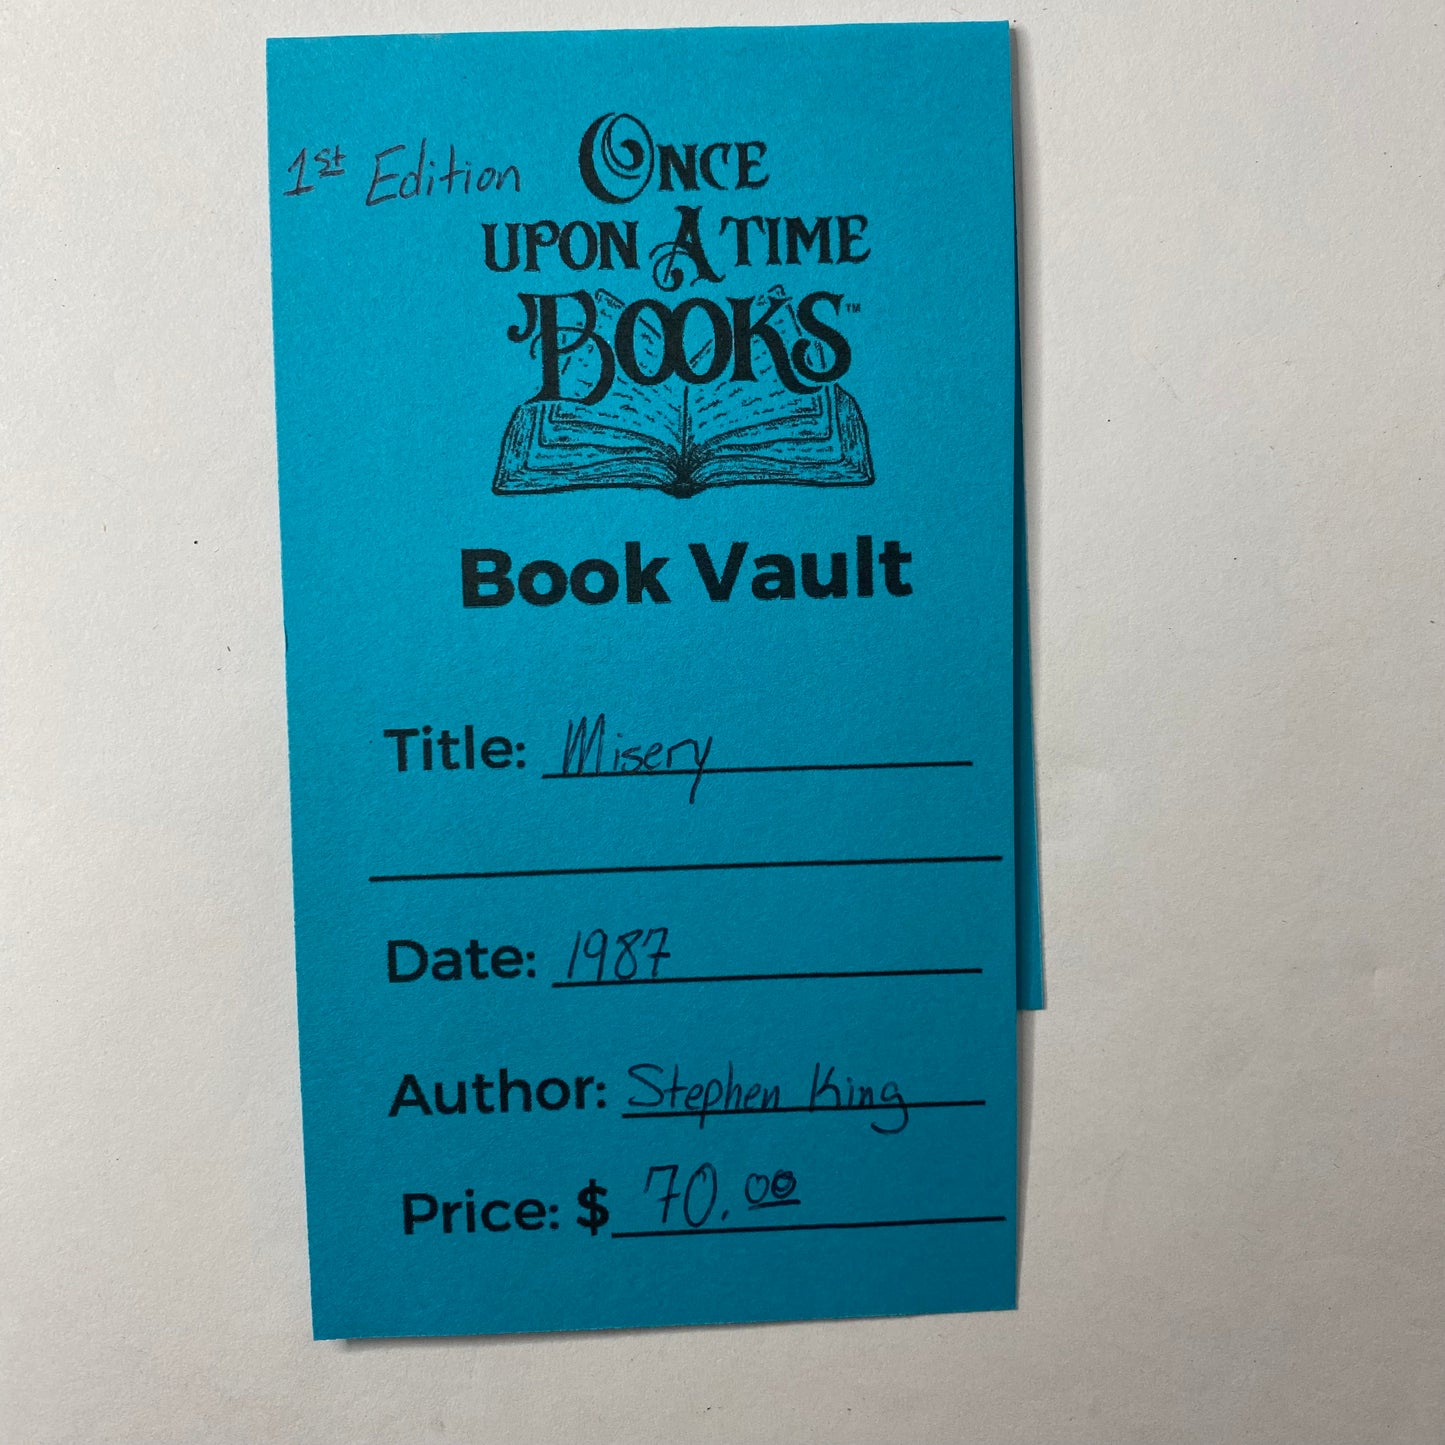 1st Edition
ONCE
UPON A TIME
BOOKS™
Book Vault
Title: Misery
Date: 1987
Author: Stephen King
Price: $ 70.00